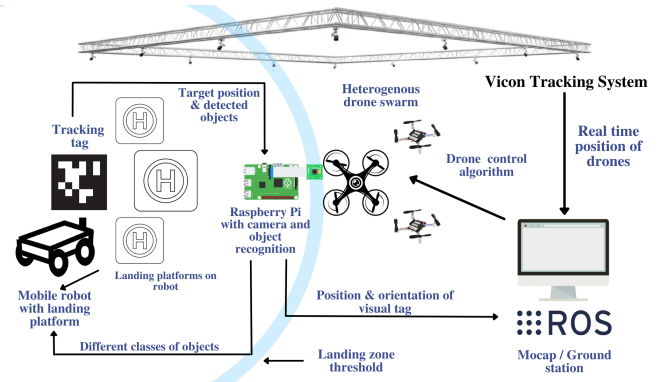 Vicon Tracking System
Target position
& detected
objects
Heterogenous
drone swarm
Tracking
tag
H
H
H
Real time
position of
drones
Drone control
algorithm
Raspberry Pi
with camera and
object
recognition
Landing platforms on
robot
Mobile robot
with landing
platform
Position & orientation of
visual tag
ROS
Different classes of objects
Landing zone
threshold
Mocap / Ground
station